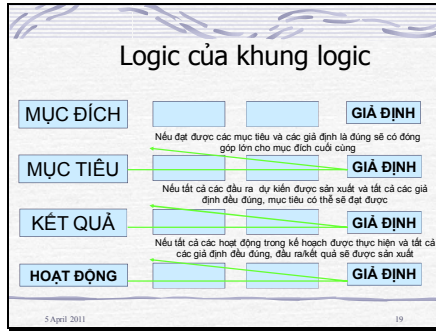 Logic của khung logic
MỤC ĐÍCH
GIẢ ĐỊNH
Nếu đạt được các mục tiêu và các giả định là đúng sẽ có đóng
góp lớn cho mục đích cuối cùng
MỤC TIÊU
GIẢ ĐỊNH
Nếu tất cả các đầu ra dự kiến được sản xuất và tất cả các giả
định đều đúng, mục tiêu có thể sẽ đạt được
KẾT QUẢ
GIẢ ĐỊNH
Nếu tất cả các hoạt động trong kế hoạch được thực hiện và tất cả
các giả định đều đúng, đầu ra/kết quả sẽ được sản xuất
HOẠT ĐỘNG
GIẢ ĐỊNH
5 April 2011
19